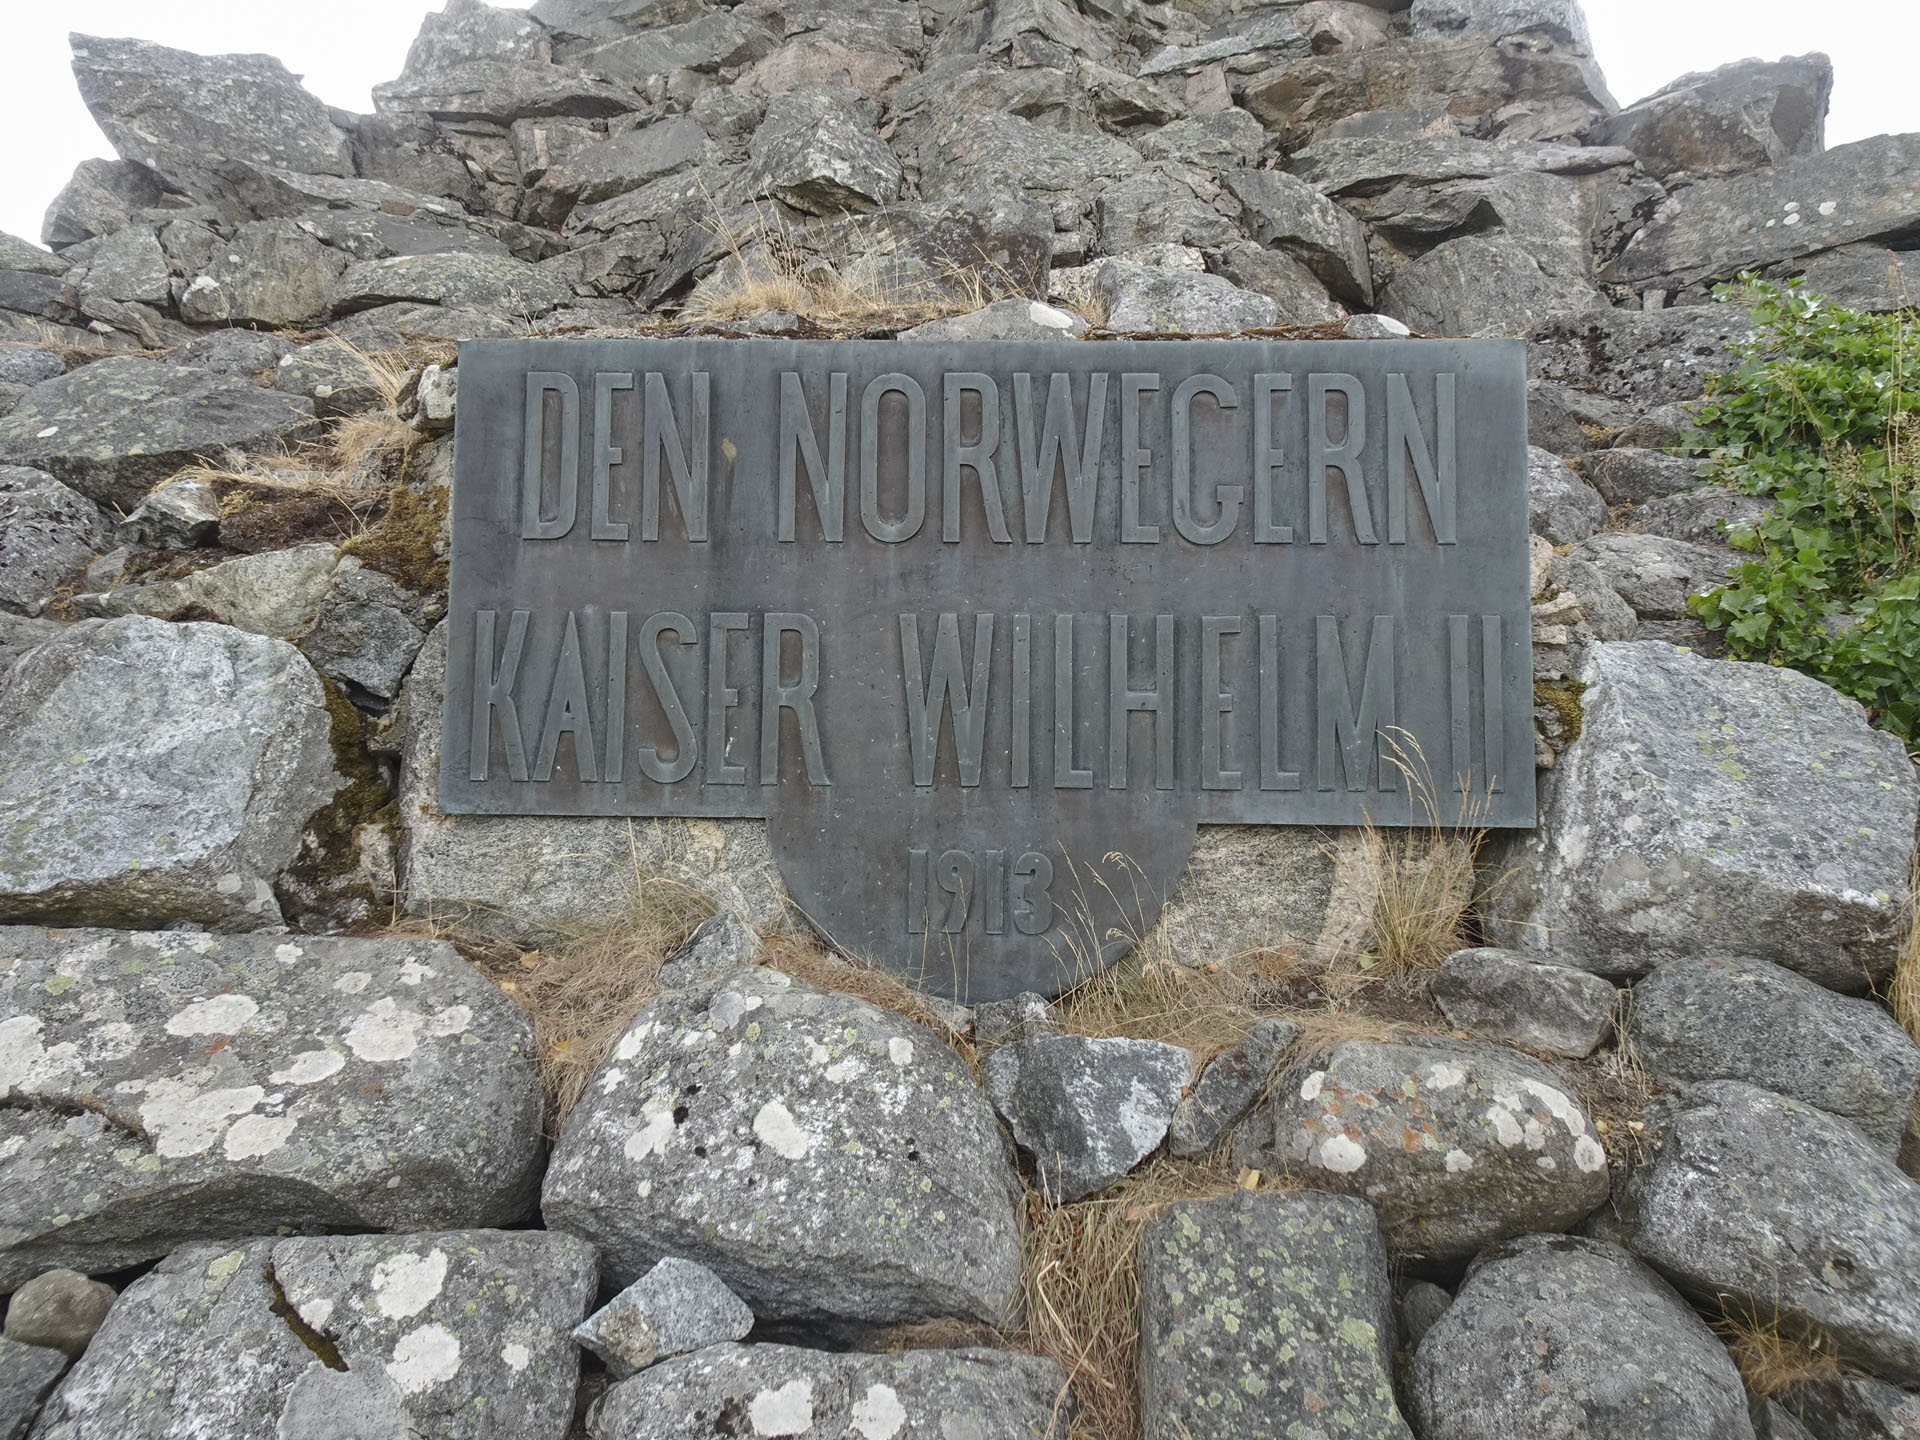 DEN NORWEGERN
KAISER WILHELM II
1913